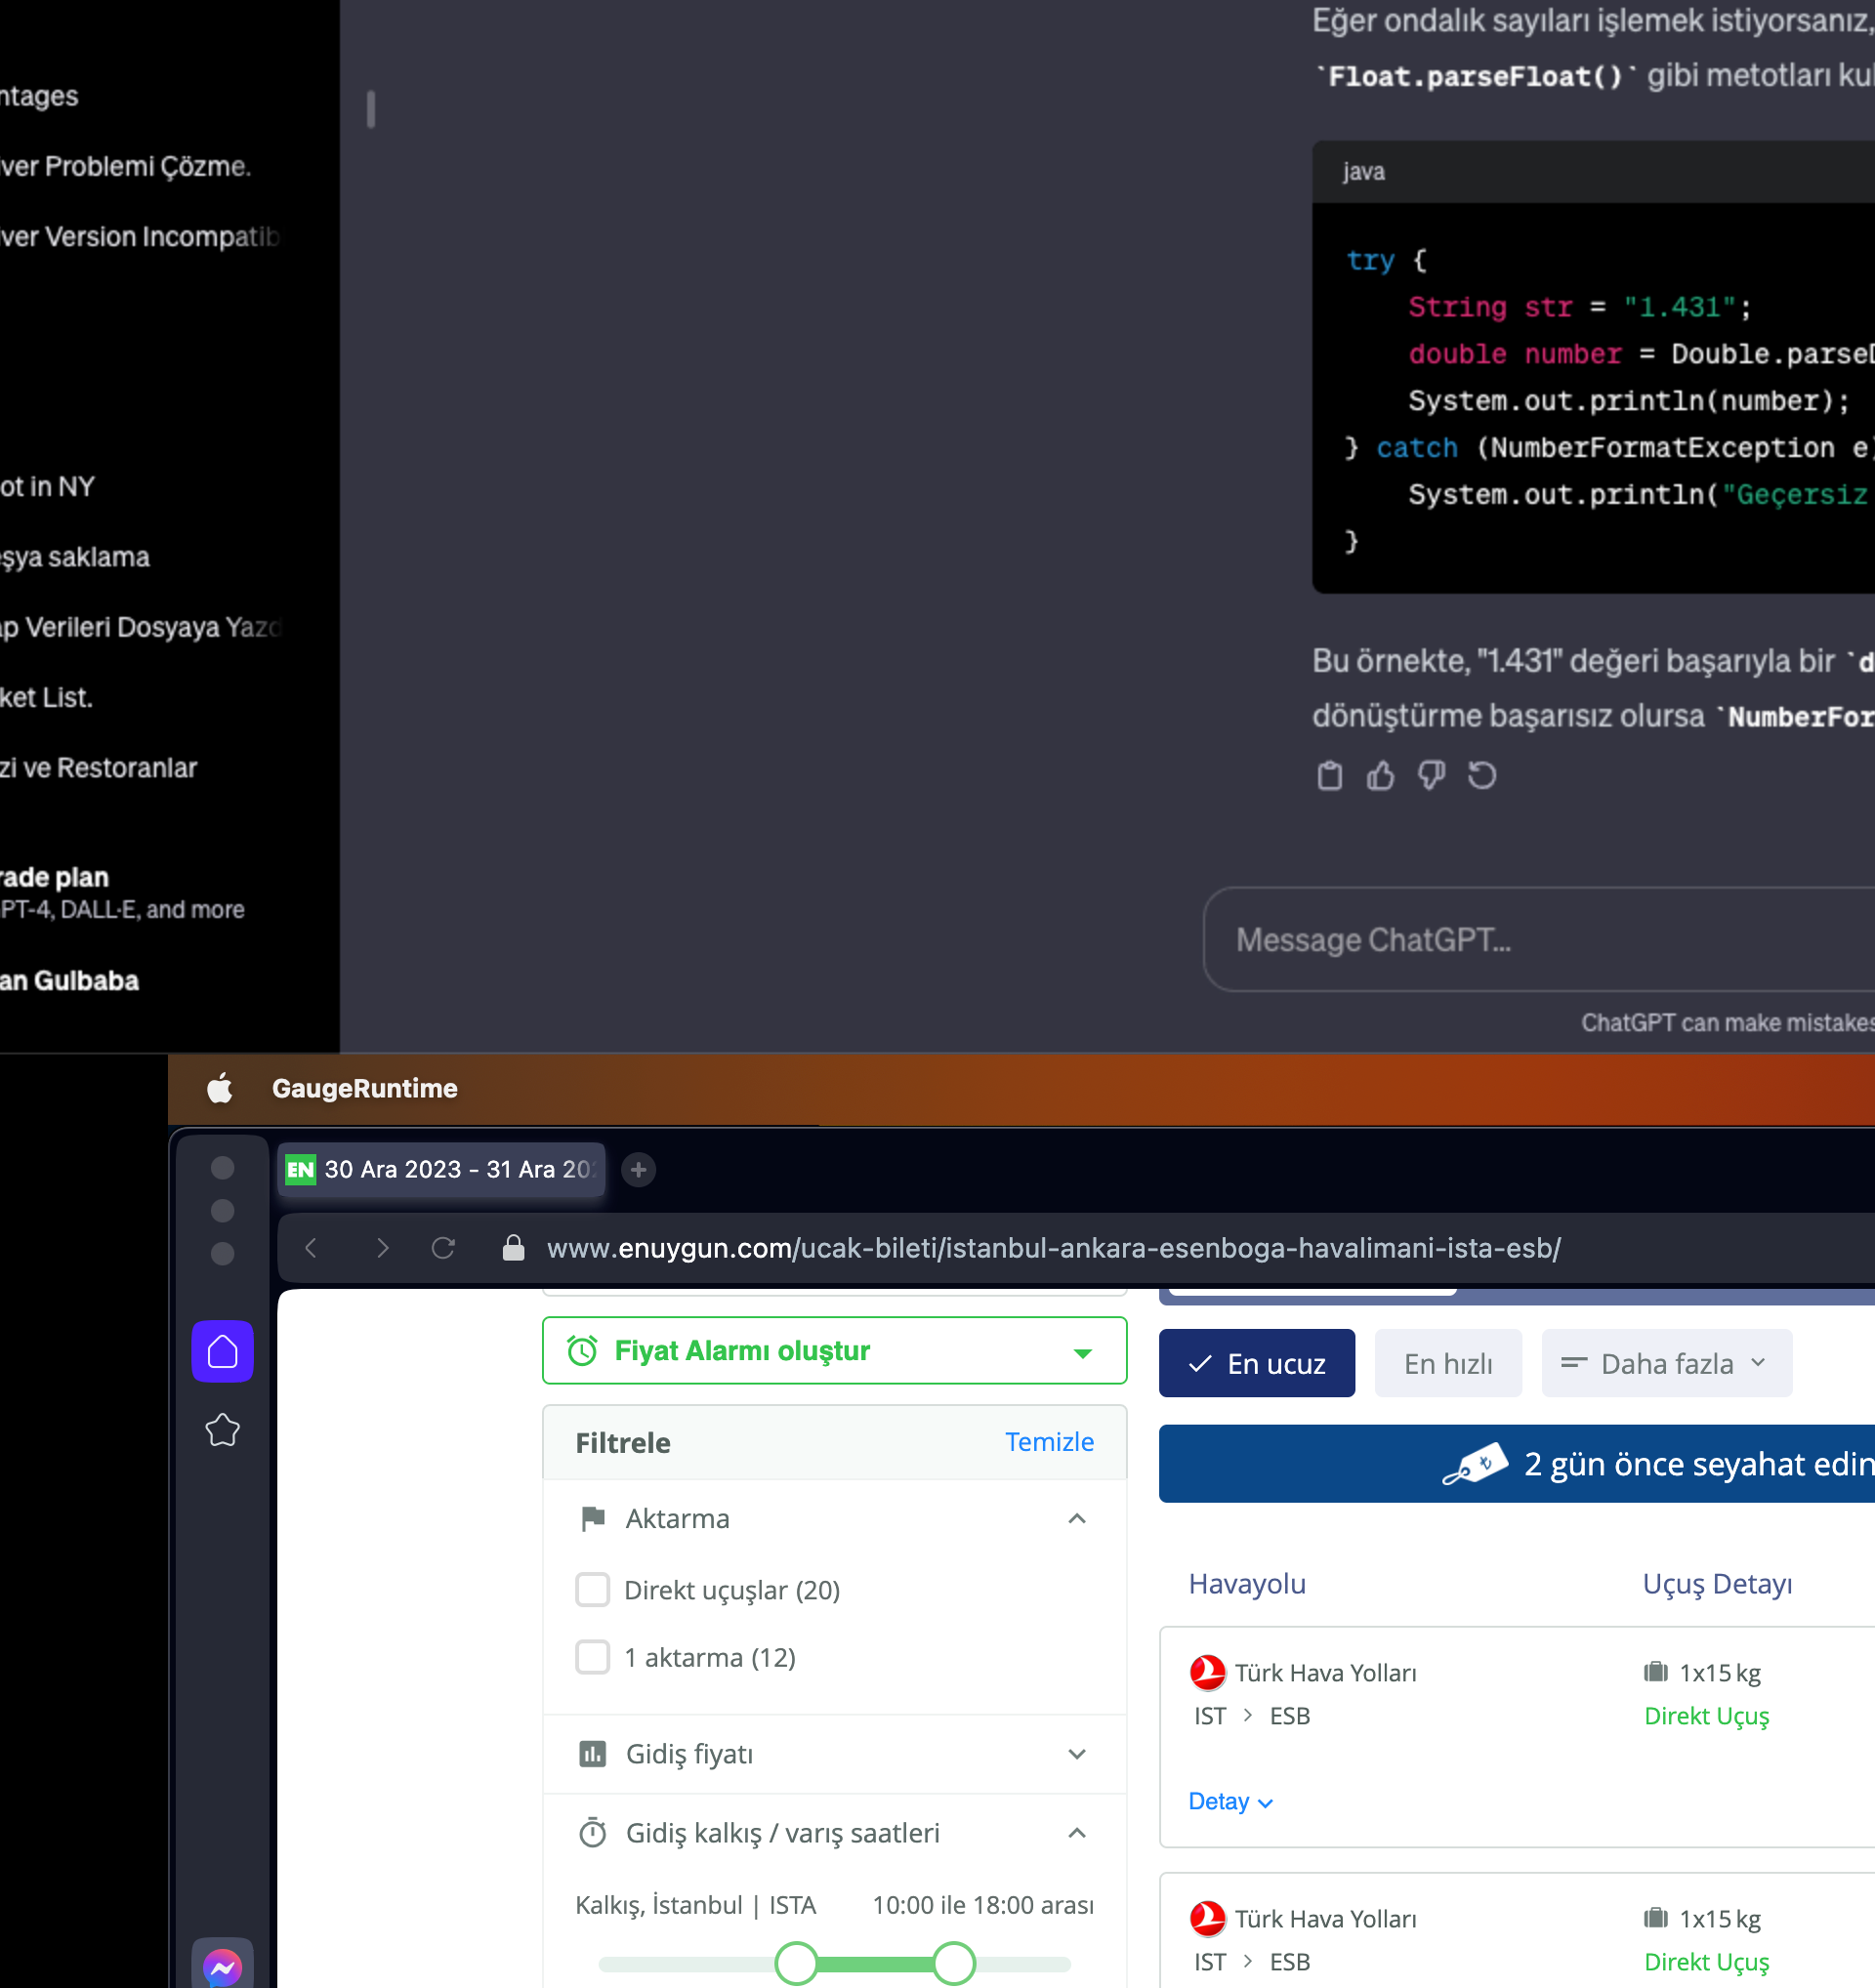 ntages
ver Problemi Çözme.
ver Version Incompatib
ot in NY
eşya saklama
ap Verileri Dosyaya Yazd
ket List.
zi ve Restoranlar
rade plan
PT-4, DALL·E, and more
an Gulbaba
Eğer ondalık sayıları işlemek istiyorsanız,
`Float.parseFloat()` gibi metotları kul
java
try {
String str = "1.431";
double number = Double.parseD
System.out.println(number);
} catch (NumberFormatException e)
System.out.println("Geçersiz
}
Bu örnekte, "1.431" değeri başarıyla bir `d
dönüştürme başarısız olursa `NumberFor
Message ChatGPT...
ChatGPT can make mistakes
GaugeRuntime
EN 30 Ara 2023 - 31 Ara 202
www.enuygun.com/ucak-bileti/istanbul-ankara-esenboga-havalimani-ista-esb/
Fiyat Alarmı oluştur
Filtrele Temizle
Aktarma
Direkt uçuşlar (20)
1 aktarma (12)
Gidiş fiyatı
Gidiş kalkış / varış saatleri
Kalkış, İstanbul | ISTA 10:00 ile 18:00 arası
En ucuz En hızlı Daha fazla
2 gün önce seyahat edin
Havayolu Uçuş Detayı
Türk Hava Yolları 1x15 kg
IST > ESB Direkt Uçuş
Detay
Türk Hava Yolları 1x15 kg
IST > ESB Direkt Uçuş